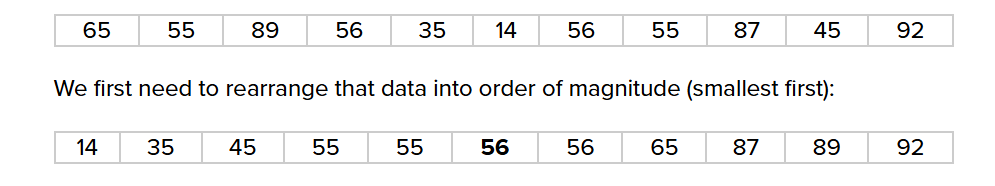 65 55 89 56 35 14 56 55 87 45 92
We first need to rearrange that data into order of magnitude (smallest first):
14 35 45 55 55 56 56 65 87 89 92